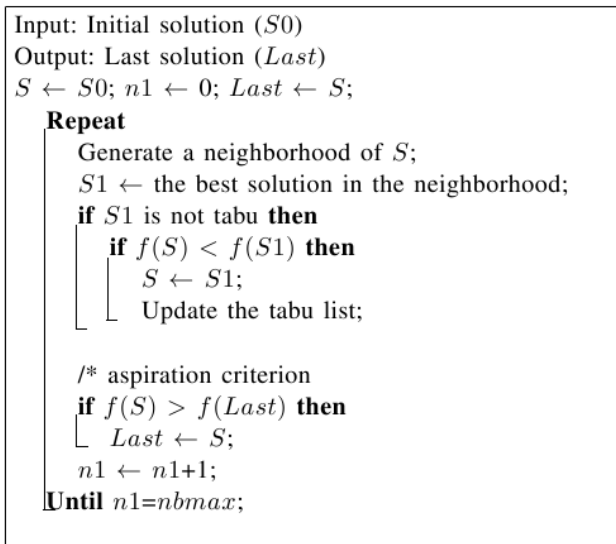 Input: Initial solution (S0)
Output: Last solution (Last)
S ← S0; n1 ← 0; Last ← S;
Repeat
Generate a neighborhood of S;
S1 ← the best solution in the neighborhood;
if S1 is not tabu then
if f(S) < f(S1) then
S ← S1;
Update the tabu list;
/* aspiration criterion
if f(S) > f(Last) then
Last ← S;
n1 ← n1+1;
Until n1=nbmax;